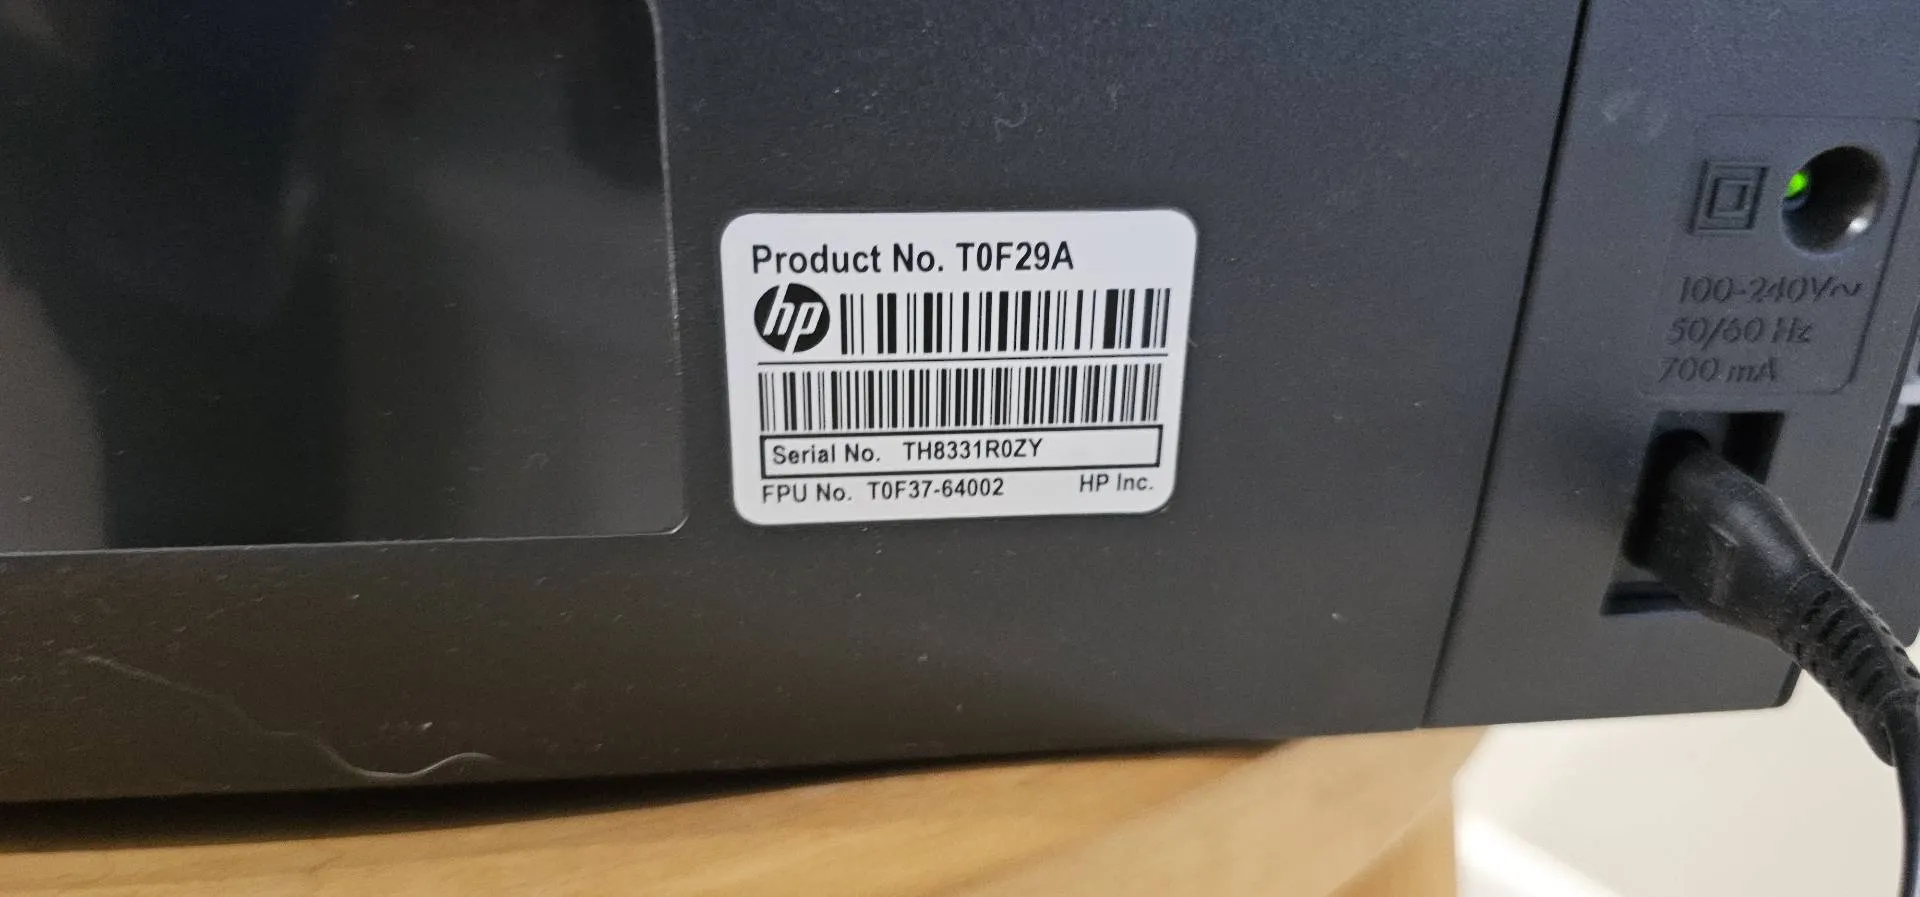 Product No. T0F29A
hp
Serial No. TH8331R0ZY
FPU No. T0F37-64002 HP Inc.
100-240V~
50/60 Hz
700 mA